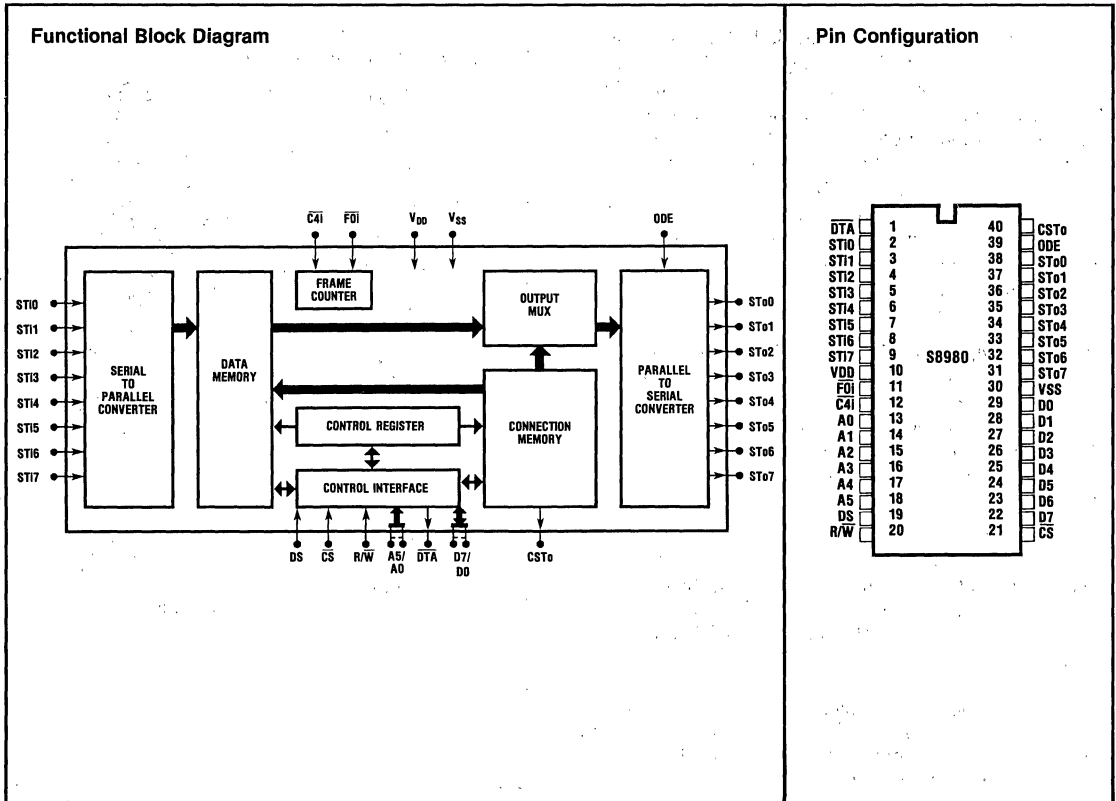 Functional Block Diagram
C4i F0i VDD VSS ODE
FRAME
COUNTER
OUTPUT
MUX
STi0
STi1
STi2
STi3
STi4
STi5
STi6
STi7
SERIAL
TO
PARALLEL
CONVERTER
DATA
MEMORY
CONTROL REGISTER
CONTROL INTERFACE
CONNECTION
MEMORY
PARALLEL
TO
SERIAL
CONVERTER
STo0
STo1
STo2
STo3
STo4
STo5
STo6
STo7
DS CS R/W A5/ A0 DTA D7/ D0 CSTo
Pin Configuration
S8980
DTA 1 40 CSTo
STi0 2 39 ODE
STi1 3 38 STo0
STi2 4 37 STo1
STi3 5 36 STo2
STi4 6 35 STo3
STi5 7 34 STo4
STi6 8 33 STo5
STi7 9 32 STo6
VDD 10 31 STo7
F0i 11 30 VSS
C4i 12 29 D0
A0 13 28 D1
A1 14 27 D2
A2 15 26 D3
A3 16 25 D4
A4 17 24 D5
A5 18 23 D6
DS 19 22 D7
R/W 20 21 CS